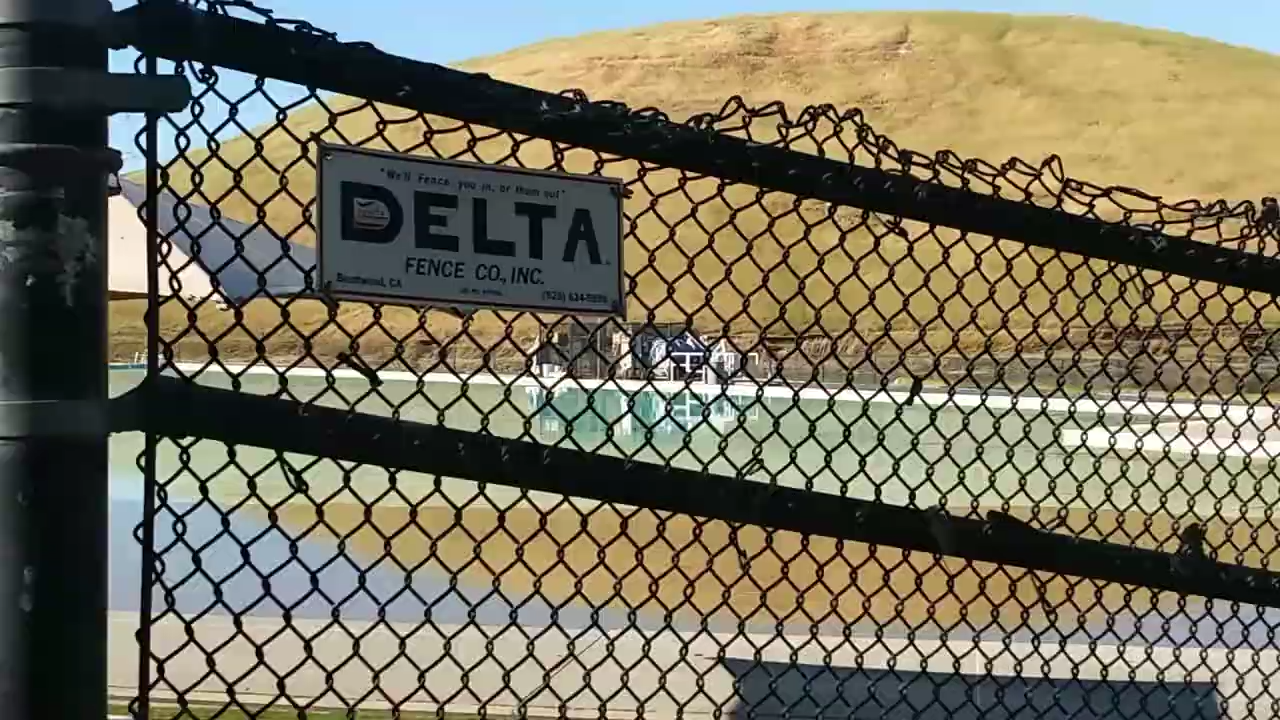 "We'll Fence you in, or them out"
DELTA
FENCE CO., INC.
Brentwood, CA